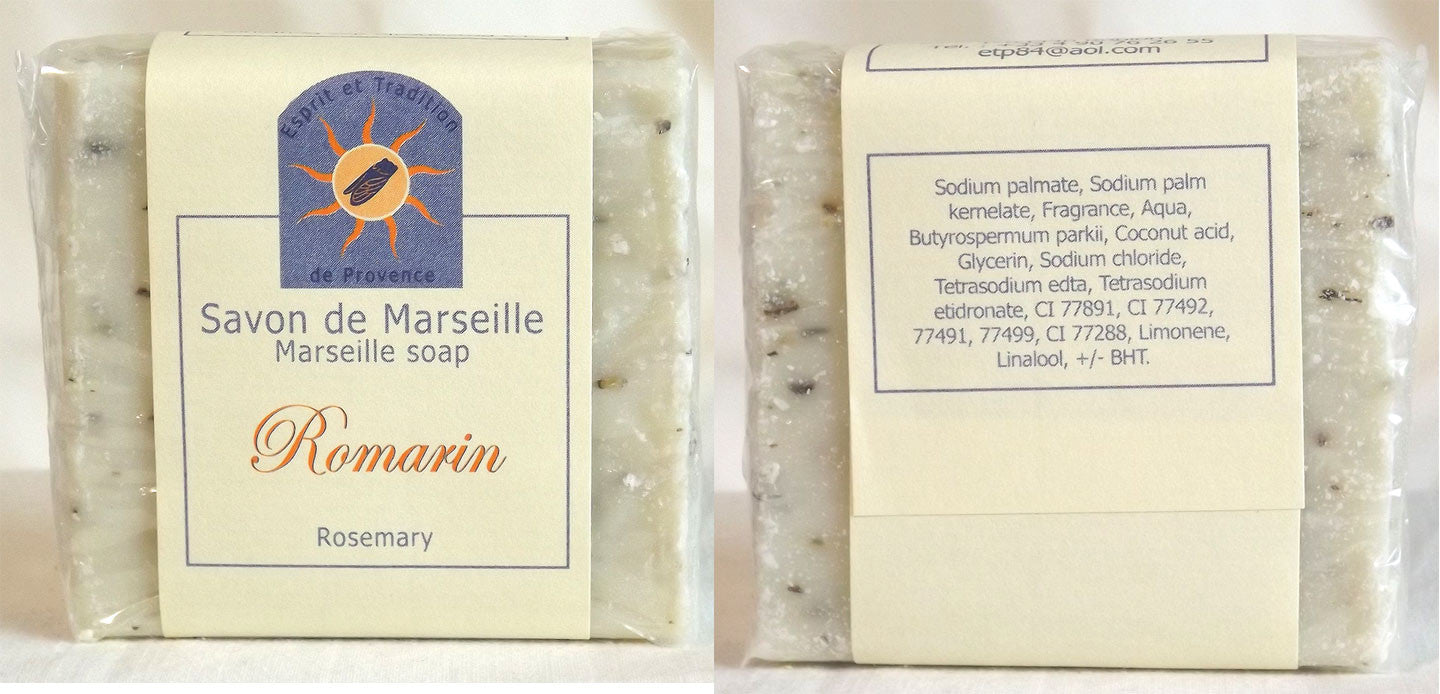 Esprit et Tradition
de Provence
Savon de Marseille
Marseille soap
Romarin
Rosemary
etp84@aol.com
Sodium palmate, Sodium palm
kernelate, Fragrance, Aqua,
Butyrospermum parkii, Coconut acid,
Glycerin, Sodium chloride,
Tetrasodium edta, Tetrasodium
etidronate, CI 77891, CI 77492,
77491, 77499, CI 77288, Limonene,
Linalool, +/- BHT.